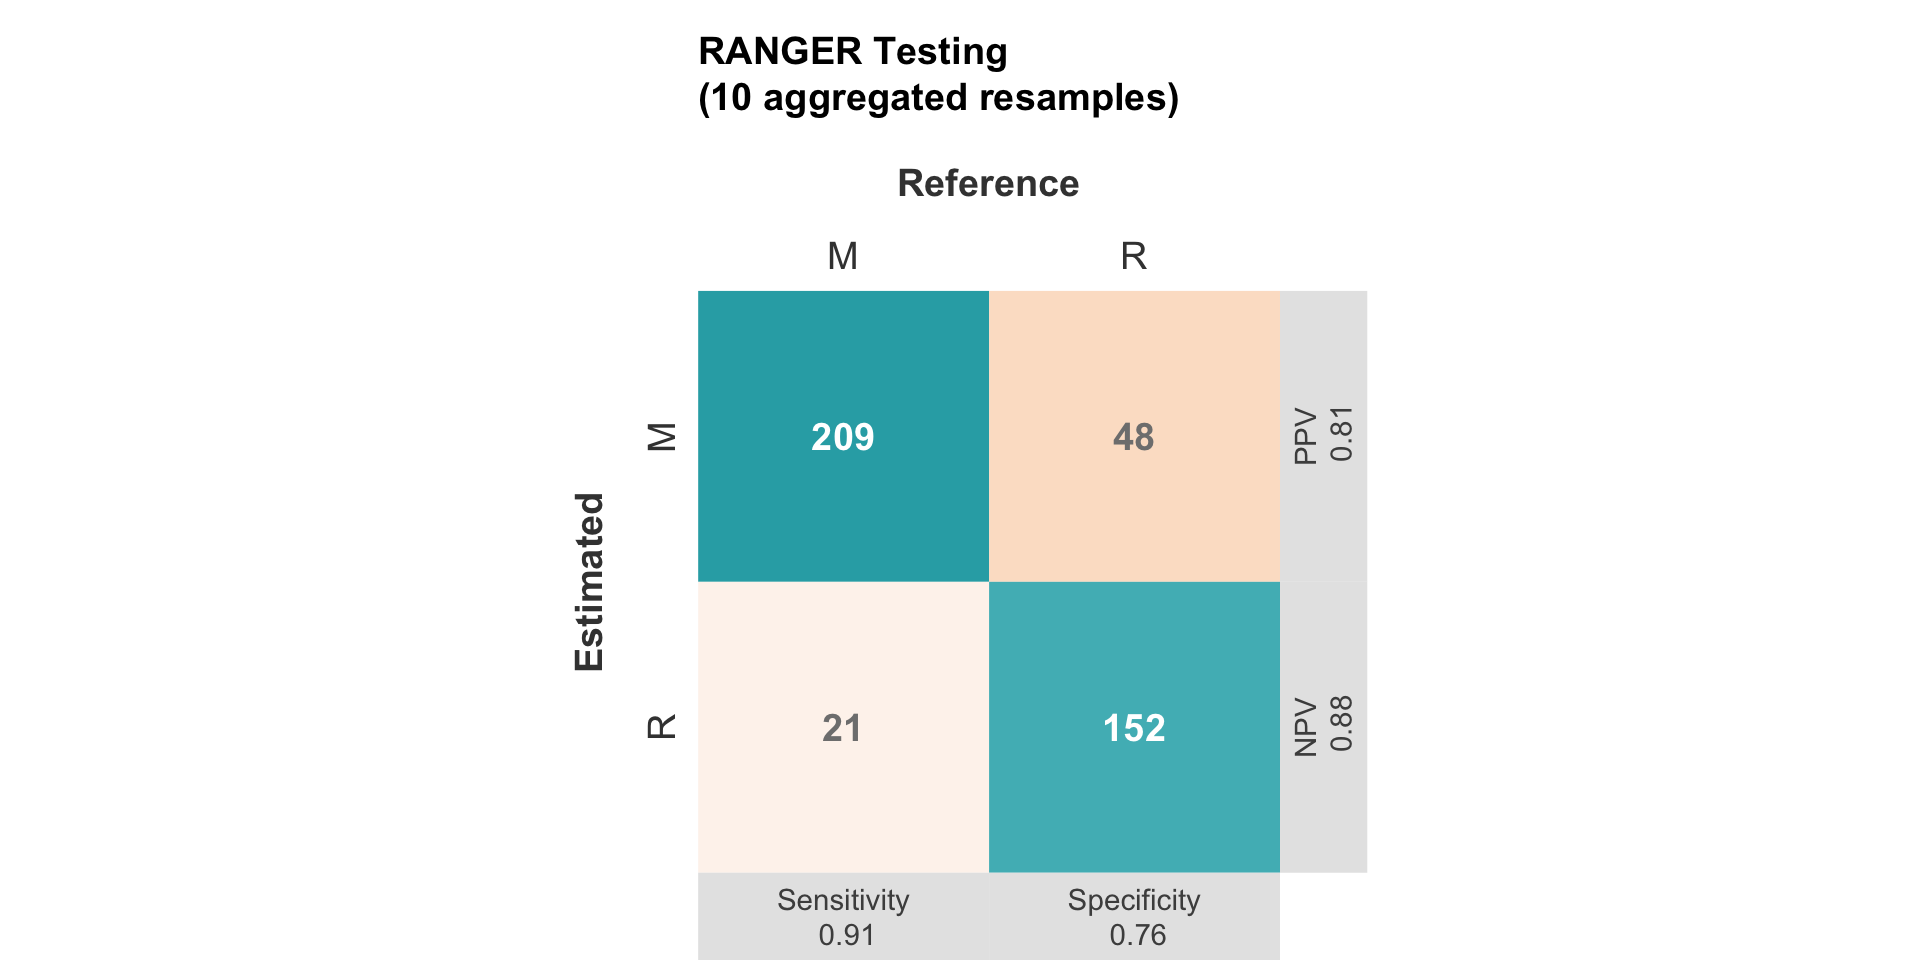 RANGER Testing
(10 aggregated resamples)
Reference
M R
Estimated
M
209 48
PPV
0.81
R
21 152
NPV
0.88
Sensitivity
0.91
Specificity
0.76